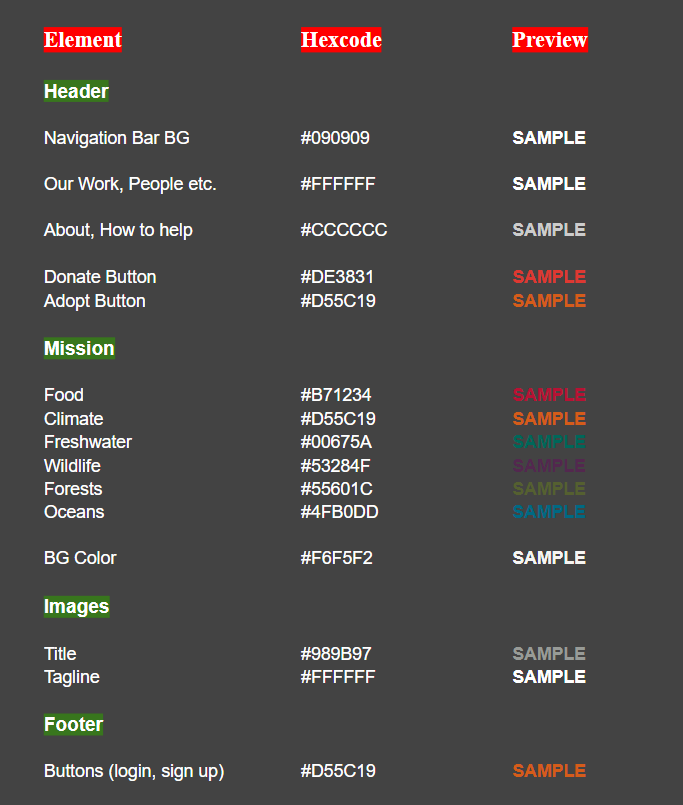 Element Hexcode Preview
Header
Navigation Bar BG #090909 SAMPLE
Our Work, People etc. #FFFFFF SAMPLE
About, How to help #CCCCCC SAMPLE
Donate Button #DE3831 SAMPLE
Adopt Button #D55C19 SAMPLE
Mission
Food #B71234 SAMPLE
Climate #D55C19 SAMPLE
Freshwater #00675A SAMPLE
Wildlife #53284F SAMPLE
Forests #55601C SAMPLE
Oceans #4FB0DD SAMPLE
BG Color #F6F5F2 SAMPLE
Images
Title #989B97 SAMPLE
Tagline #FFFFFF SAMPLE
Footer
Buttons (login, sign up) #D55C19 SAMPLE